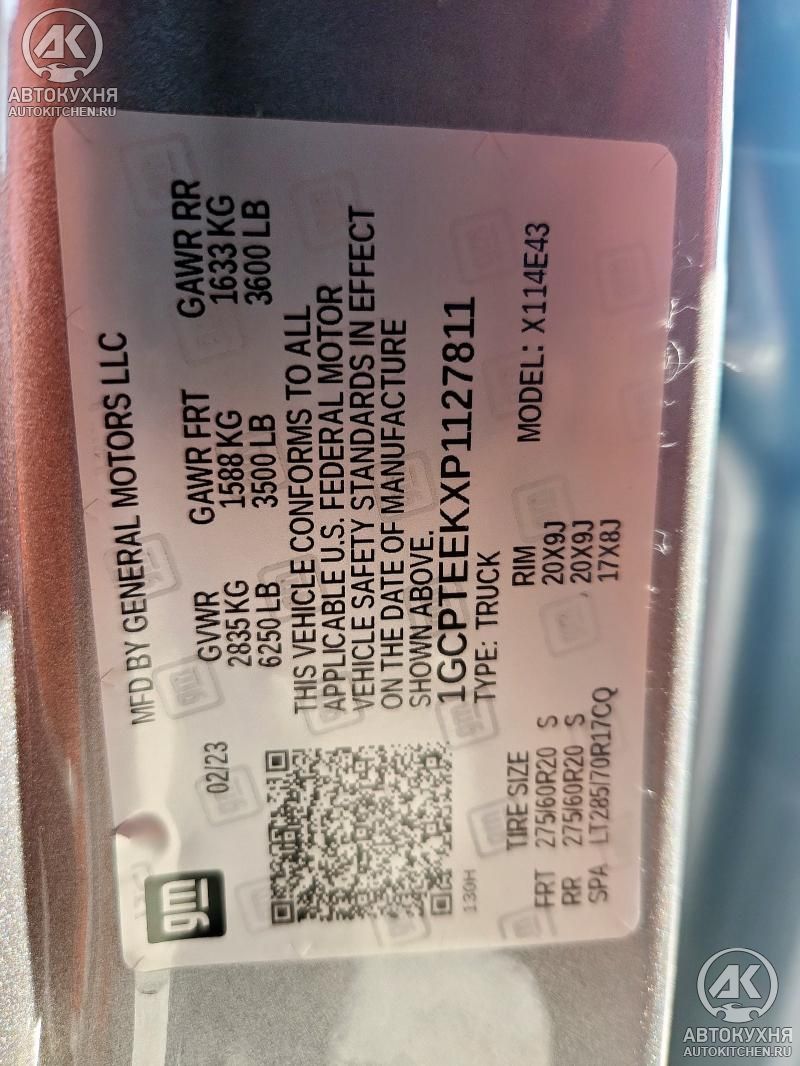 АВТОКУХНЯ
AUTOKITCHEN.RU
gm
MFD BY GENERAL MOTORS LLC
02/23
GVWR GAWR FRT GAWR RR
2835 KG 1588 KG 1633 KG
6250 LB 3500 LB 3600 LB
THIS VEHICLE CONFORMS TO ALL
APPLICABLE U.S. FEDERAL MOTOR
VEHICLE SAFETY STANDARDS IN EFFECT
ON THE DATE OF MANUFACTURE
SHOWN ABOVE.
1GCPTEEKXP1127811
TYPE: TRUCK
130H
MODEL: X114E43
TIRE SIZE RIM
FRT 275/60R20 S 20X9J
RR 275/60R20 S 20X9J
SPA LT285/70R17CQ 17X8J
АВТОКУХНЯ
AUTOKITCHEN.RU